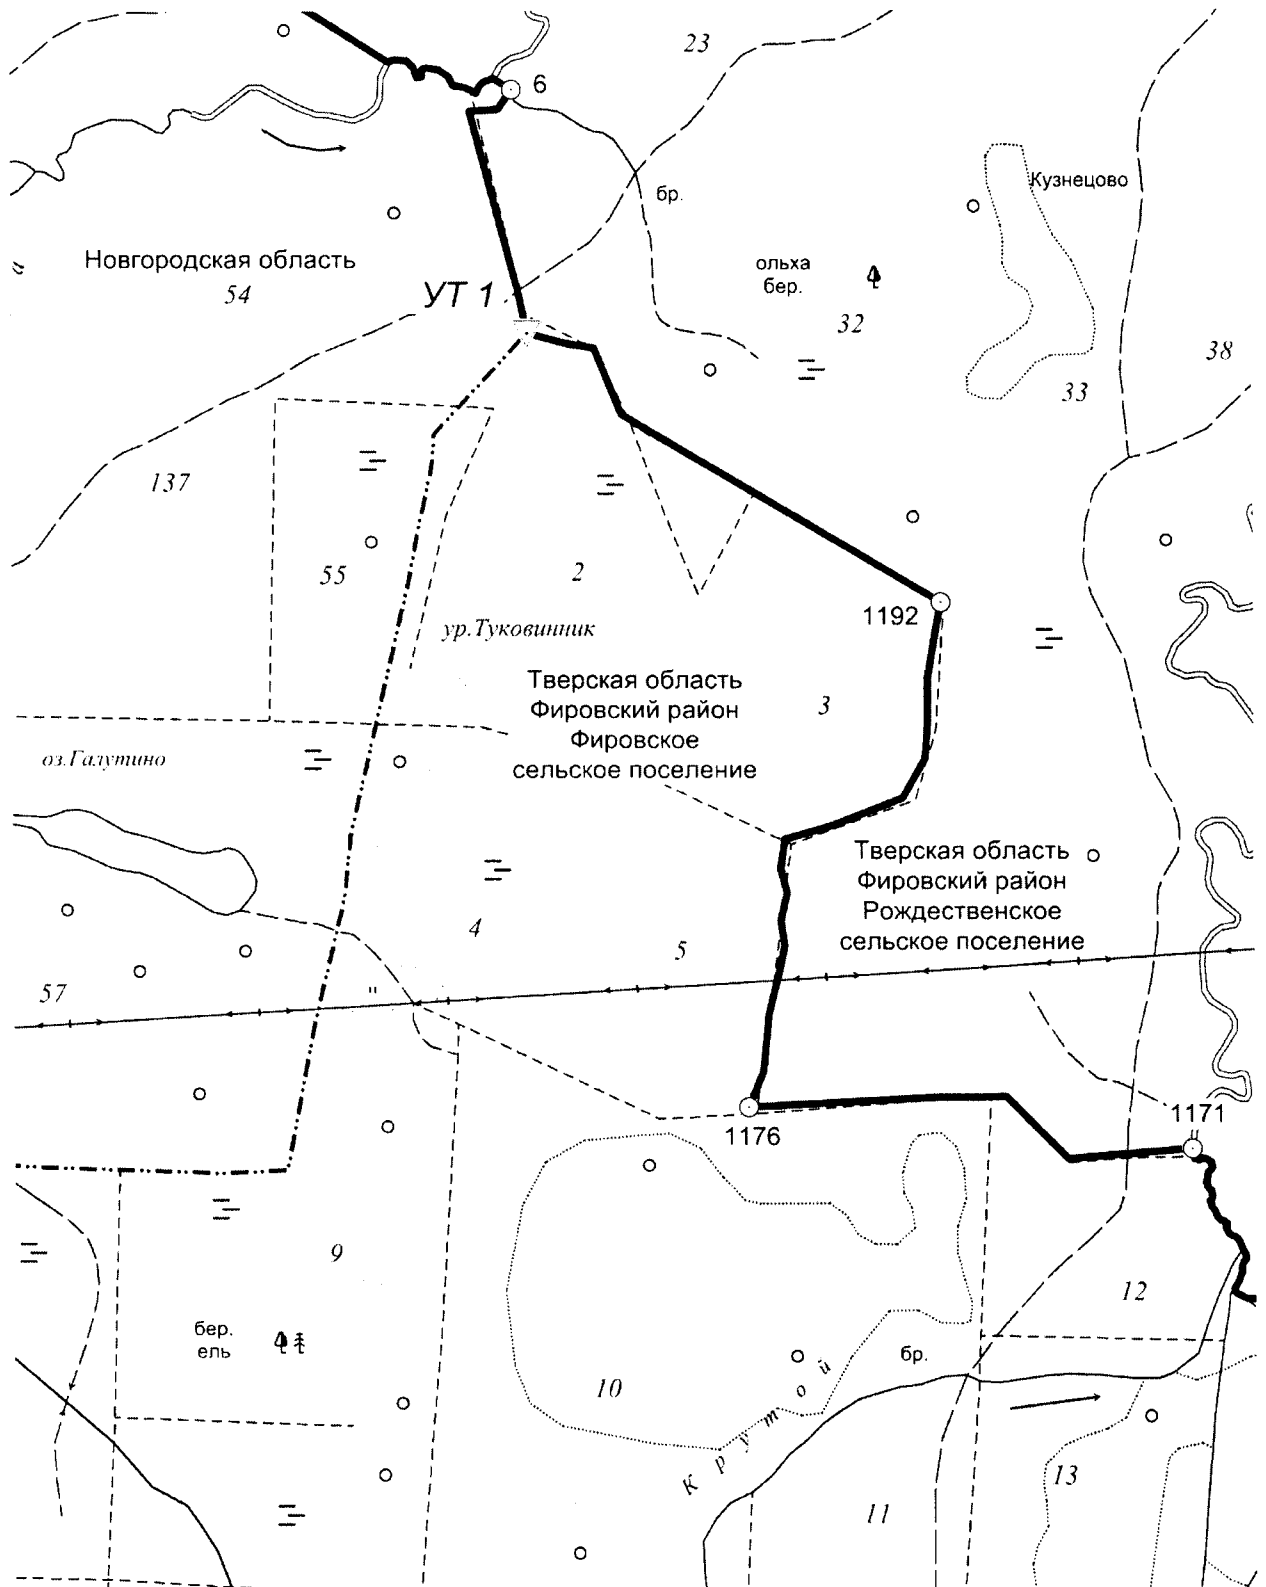 23
6
Кузнецово
бр.
Новгородская область
54
УТ 1
ольха
бер.
32
38
33
137
55
2
1192
ур.Туковинник
Тверская область
Фировский район
Фировское
сельское поселение
3
оз.Галутино
Тверская область
Фировский район
Рождественское
сельское поселение
4
5
57
1171
1176
9
12
бер.
ель
бр.
10
Крутой
13
11